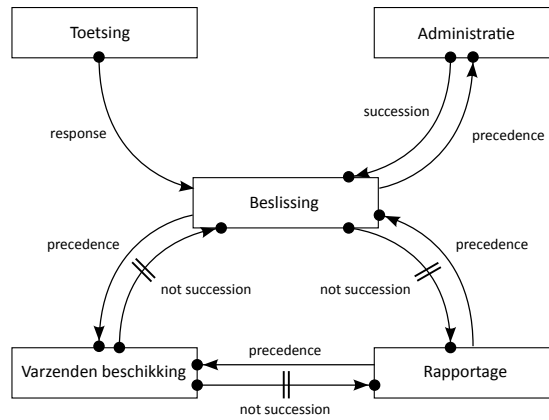 Toetsing
Administratie
response
succession
precedence
Beslissing
precedence
not succession
not succession
precedence
Varzenden beschikking
precedence
not succession
Rapportage